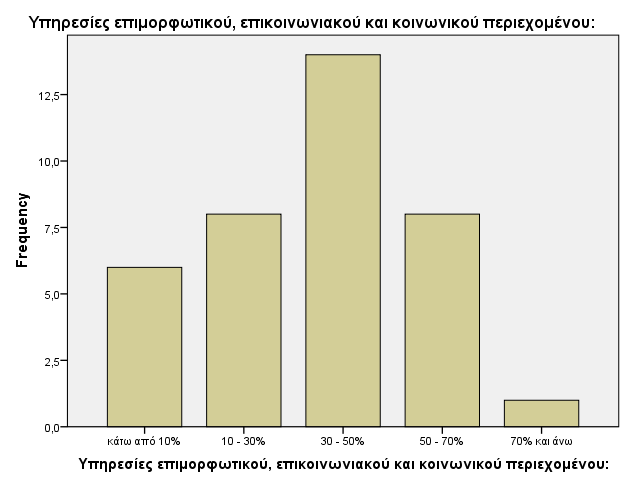 Υπηρεσίες επιμορφωτικού, επικοινωνιακού και κοινωνικού περιεχομένου:
Frequency
12,5
10,0
7,5
5,0
2,5
0,0
κάτω από 10% 10 - 30% 30 - 50% 50 - 70% 70% και άνω
Υπηρεσίες επιμορφωτικού, επικοινωνιακού και κοινωνικού περιεχομένου: